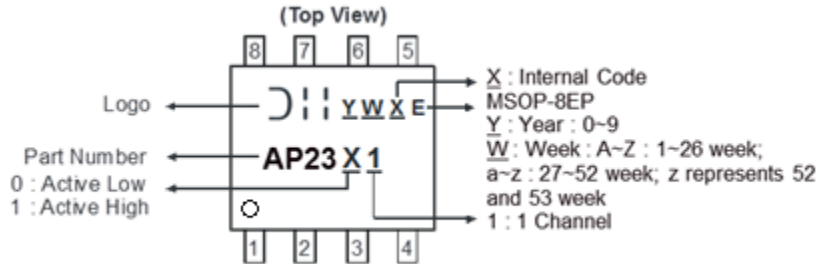 (Top View)
8 7 6 5
Logo
Y W X E
X : Internal Code
MSOP-8EP
Y : Year : 0~9
W : Week : A~Z : 1~26 week;
a~z : 27~52 week; z represents 52
and 53 week
1 : 1 Channel
Part Number
AP23 X 1
0 : Active Low
1 : Active High
1 2 3 4